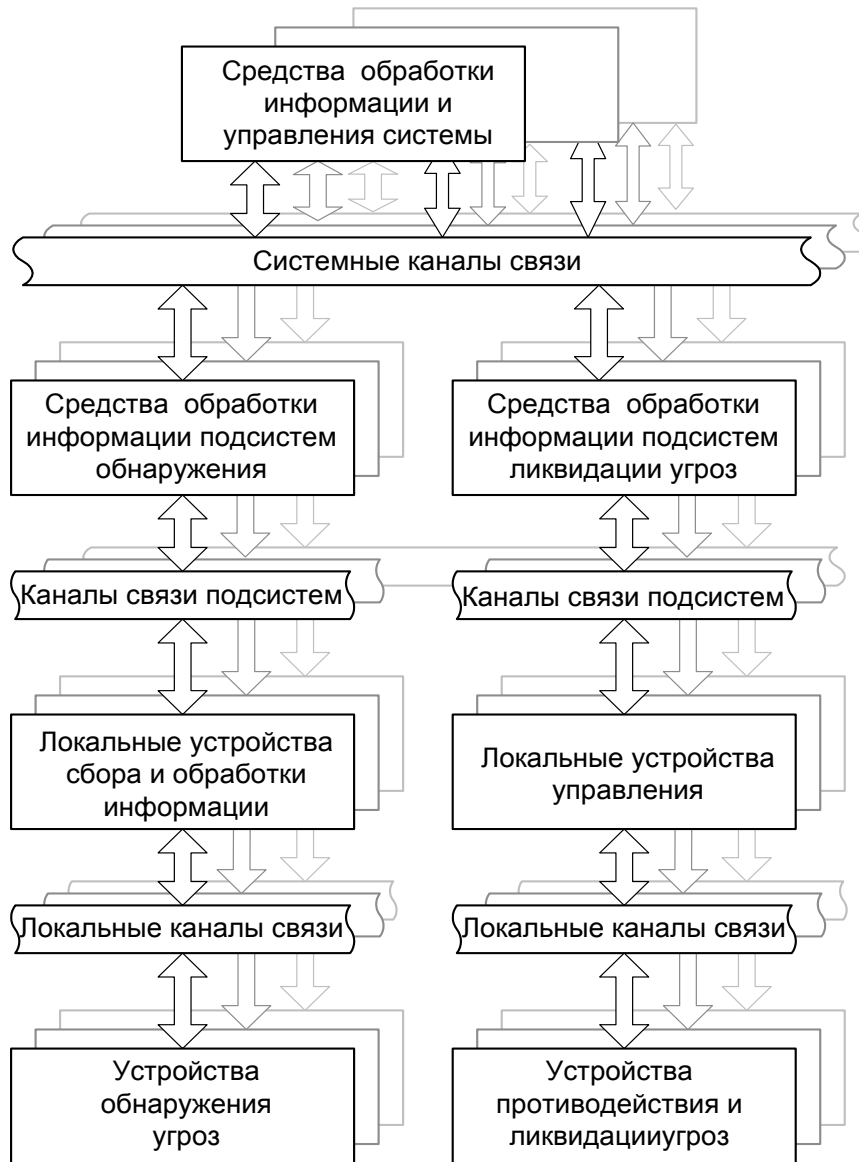 Средства обработки
информации и
управления системы
Системные каналы связи
Средства обработки
информации подсистем
обнаружения
Средства обработки
информации подсистем
ликвидации угроз
Каналы связи подсистем
Каналы связи подсистем
Локальные устройства
сбора и обработки
информации
Локальные устройства
управления
Локальные каналы связи
Локальные каналы связи
Устройства
обнаружения
угроз
Устройства
противодействия и
ликвидацииугроз